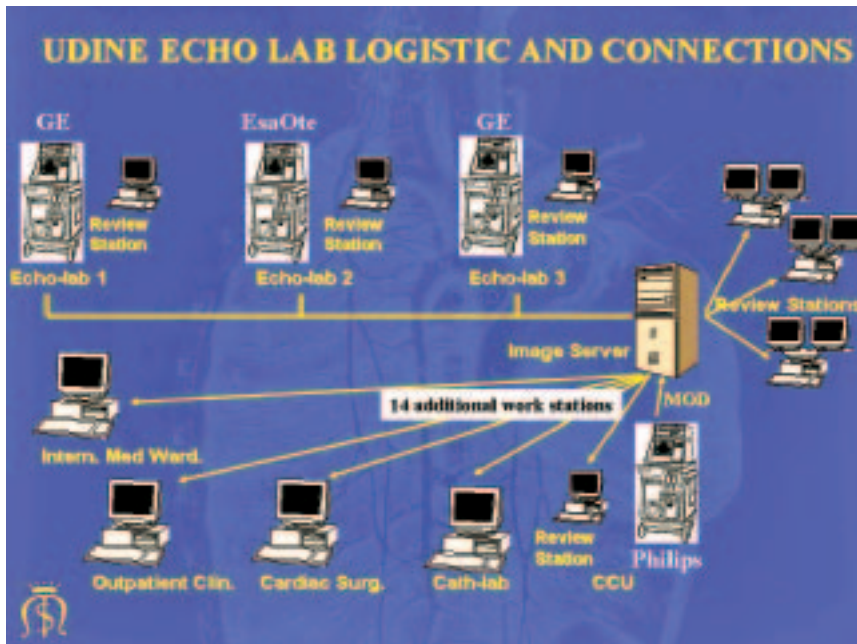 UDINE ECHO LAB LOGISTIC AND CONNECTIONS
GE
EsaOte
GE
Review
Station
Review
Station
Review
Station
Echo-lab 1
Echo-lab 2
Echo-lab 3
Review Stations
Image Server
14 additional work stations
MOD
Intern. Med Ward.
Review
Station
Philips
Outpatient Clin.
Cardiac Surg.
Cath-lab
CCU